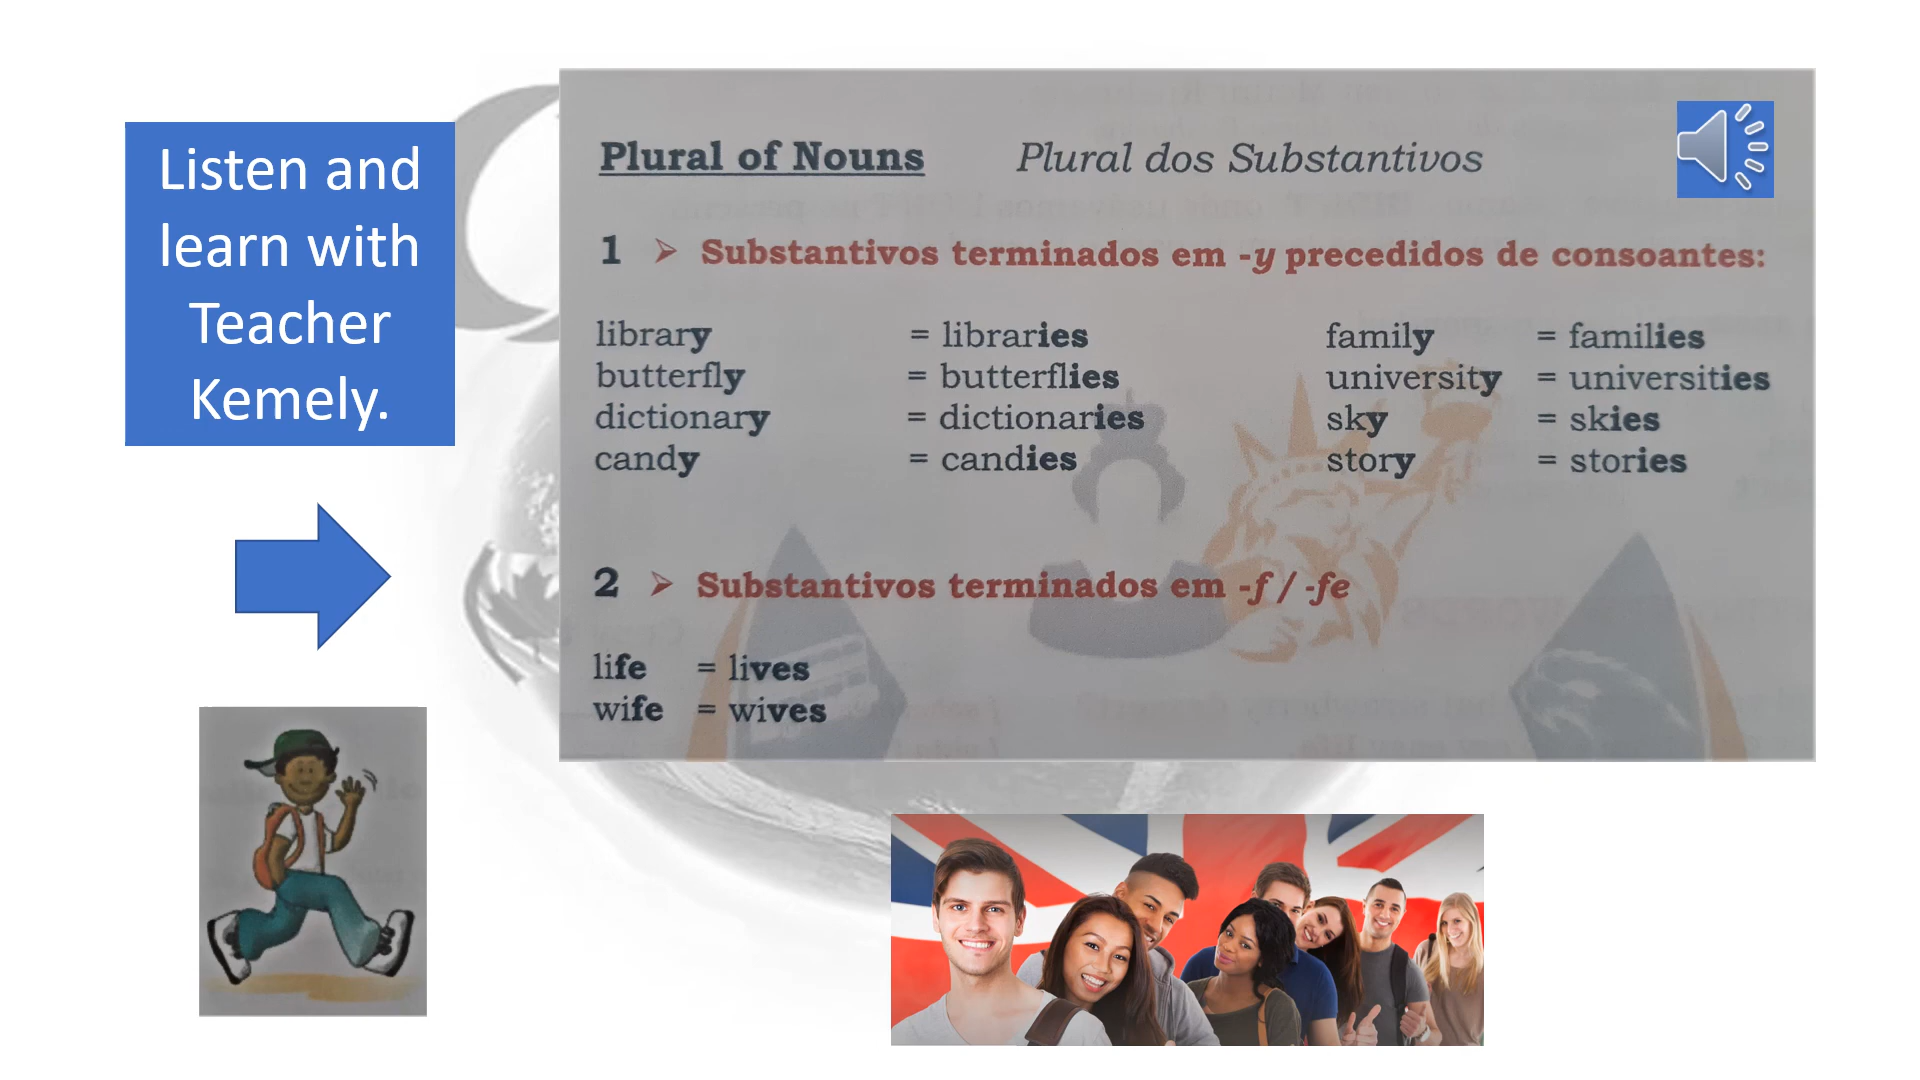 Listen and
learn with
Teacher
Kemely.
Plural of Nouns Plural dos Substantivos
1 ➢ Substantivos terminados em -y precedidos de consoantes:
library = libraries family = families
butterfly = butterflies university = universities
dictionary = dictionaries sky = skies
candy = candies story = stories
2 ➢ Substantivos terminados em -f / -fe
life = lives
wife = wives